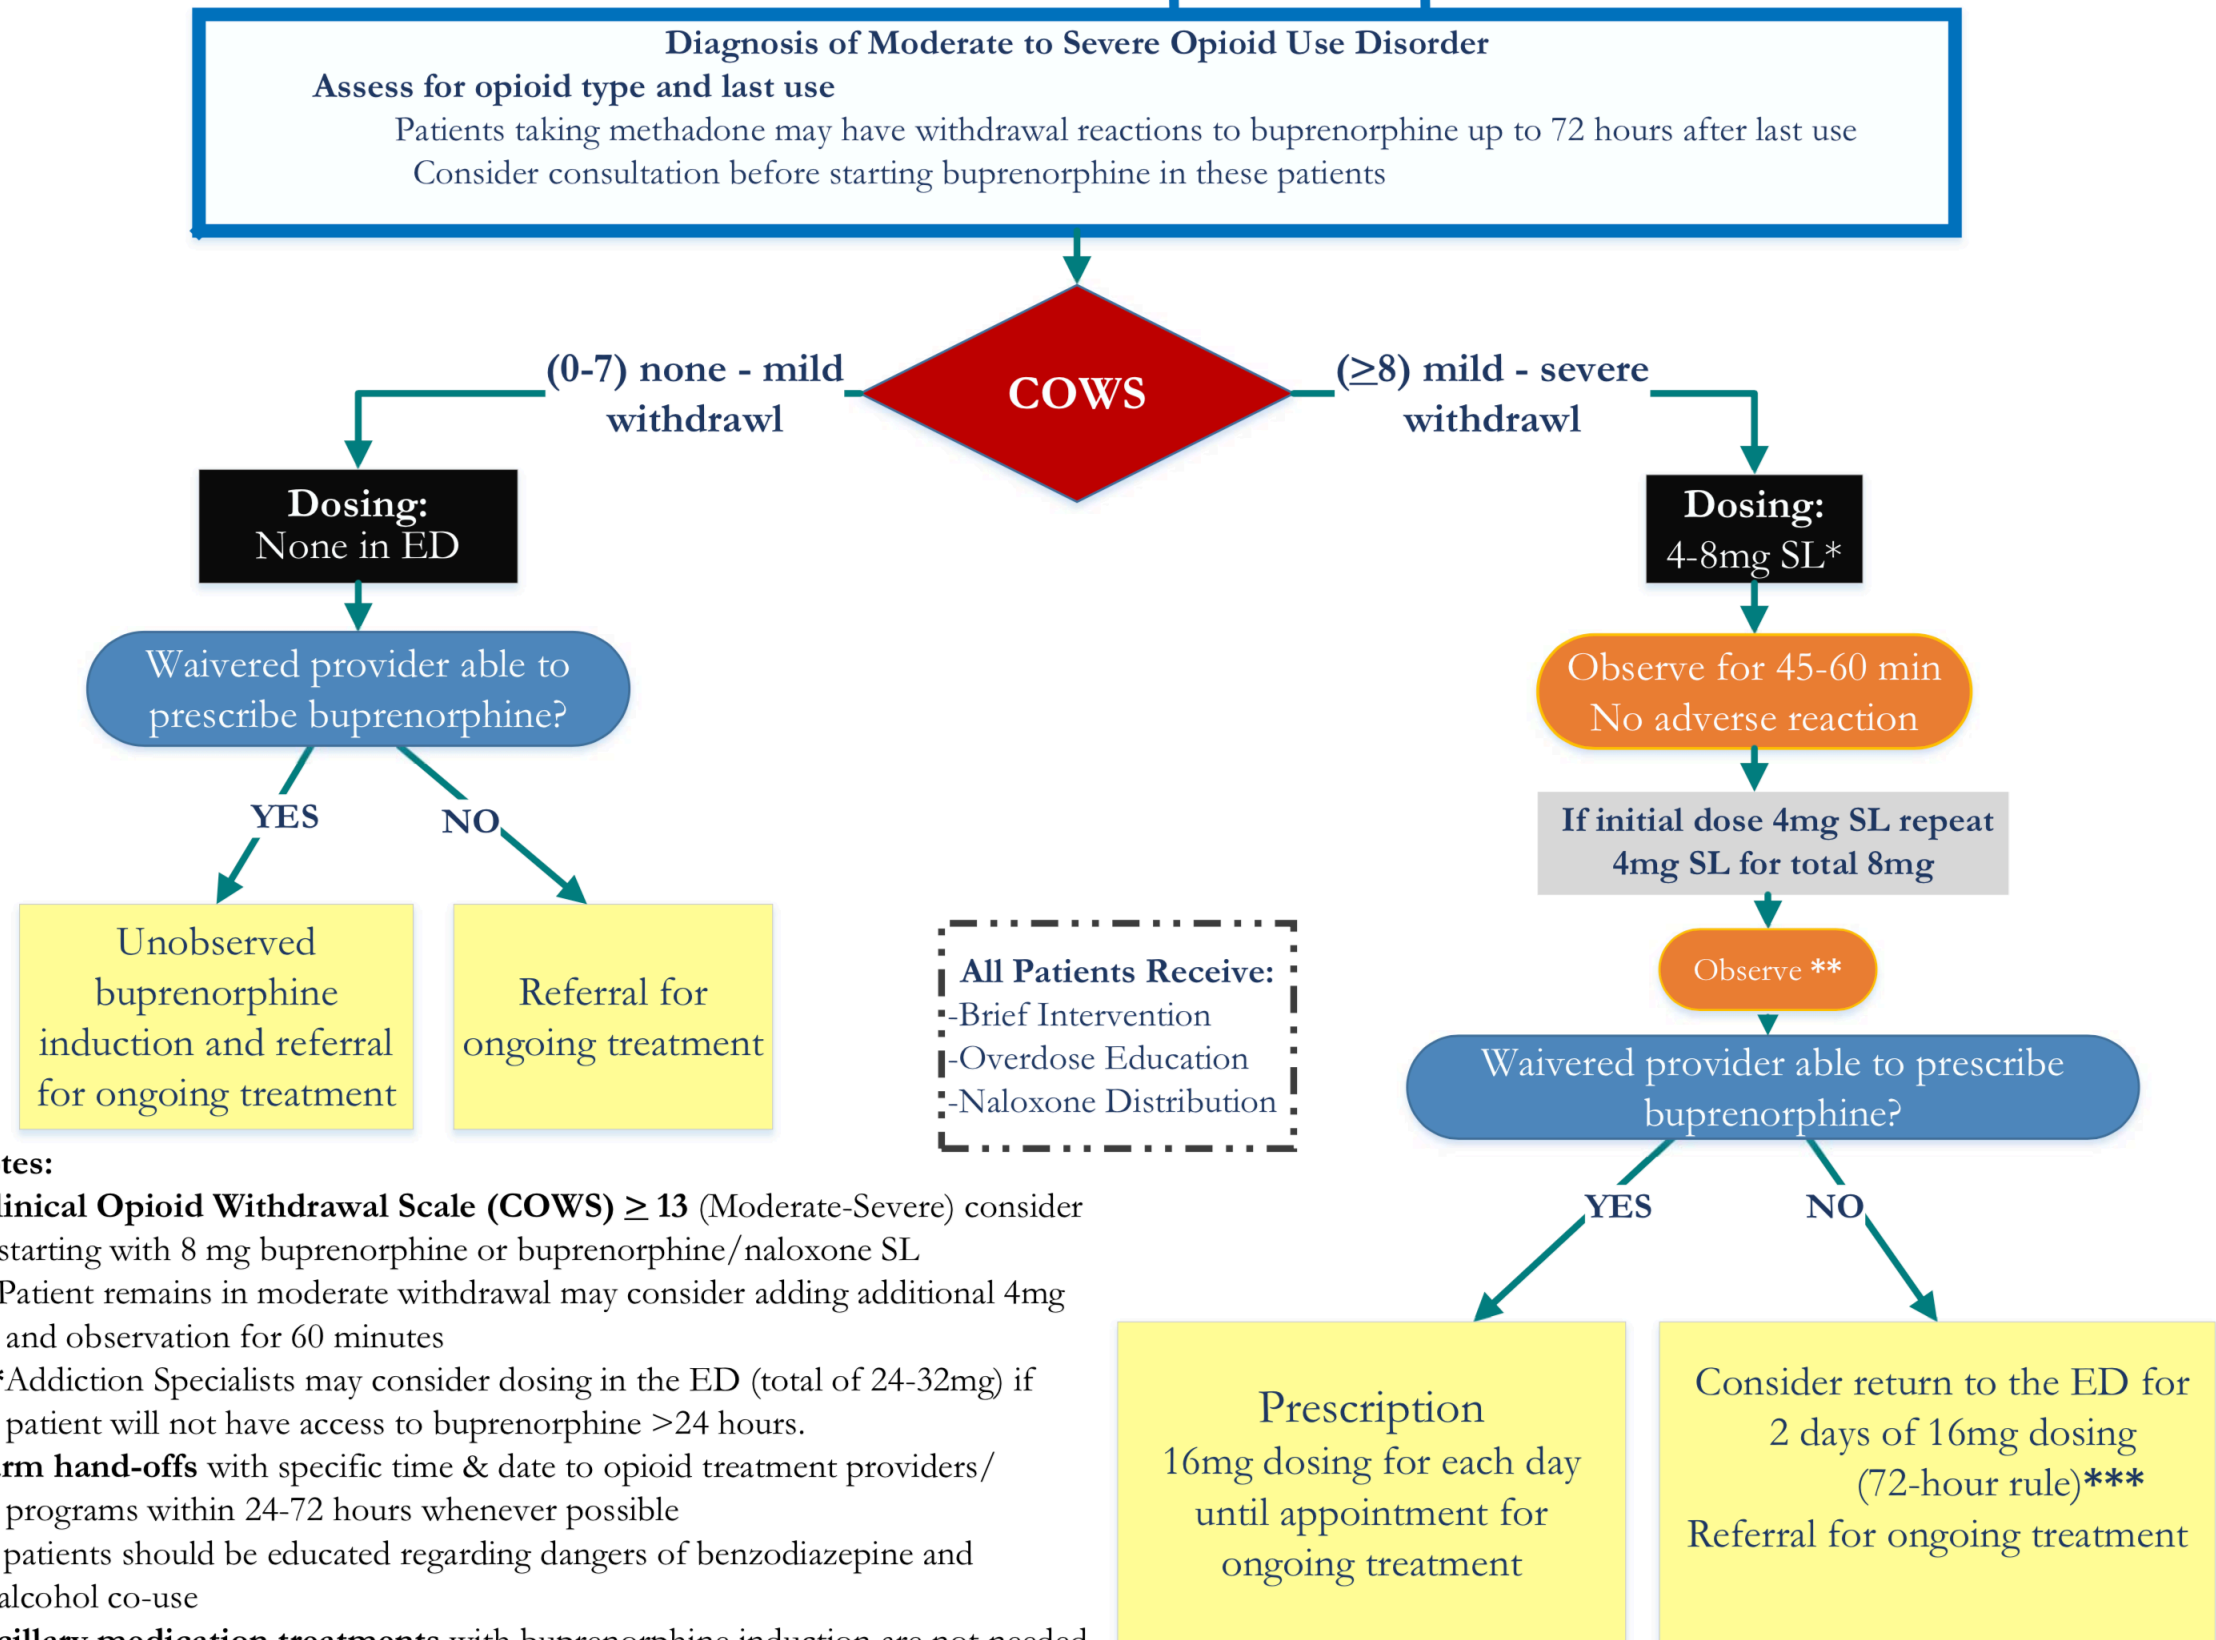 Diagnosis of Moderate to Severe Opioid Use Disorder
Assess for opioid type and last use
Patients taking methadone may have withdrawal reactions to buprenorphine up to 72 hours after last use
Consider consultation before starting buprenorphine in these patients
COWS
(0-7) none - mild
withdrawl
(≥8) mild - severe
withdrawl
Dosing:
None in ED
Waivered provider able to
prescribe buprenorphine?
YES
NO
Unobserved
buprenorphine
induction and referral
for ongoing treatment
Referral for
ongoing treatment
Dosing:
4-8mg SL*
Observe for 45-60 min
No adverse reaction
If initial dose 4mg SL repeat
4mg SL for total 8mg
Observe **
Waivered provider able to prescribe
buprenorphine?
YES
NO
Prescription
16mg dosing for each day
until appointment for
ongoing treatment
Consider return to the ED for
2 days of 16mg dosing
(72-hour rule)***
Referral for ongoing treatment
All Patients Receive:
-Brief Intervention
-Overdose Education
-Naloxone Distribution
tes:
linical Opioid Withdrawal Scale (COWS) ≥ 13 (Moderate-Severe) consider
starting with 8 mg buprenorphine or buprenorphine/naloxone SL
Patient remains in moderate withdrawal may consider adding additional 4mg
and observation for 60 minutes
*Addiction Specialists may consider dosing in the ED (total of 24-32mg) if
patient will not have access to buprenorphine >24 hours.
rm hand-offs with specific time & date to opioid treatment providers/
programs within 24-72 hours whenever possible
patients should be educated regarding dangers of benzodiazepine and
alcohol co-use
cillary medication treatments with buprenorphine induction are not needed